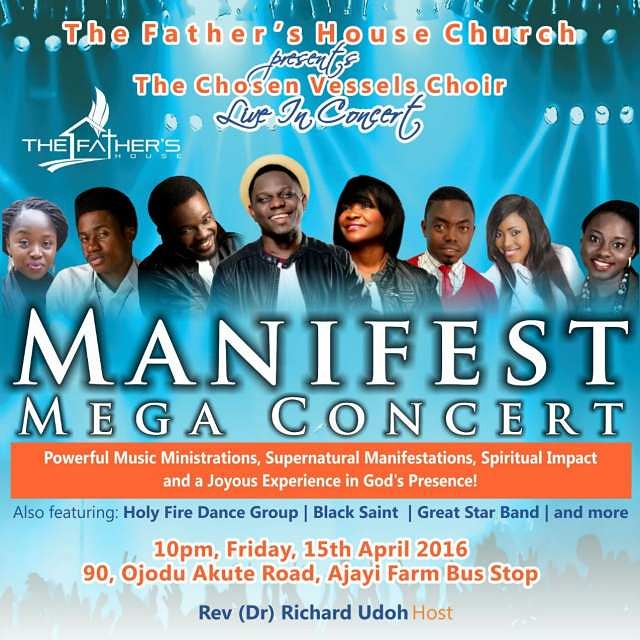 The Father's House Church
presents
The Chosen Vessels Choir
Live In Concert
THE FATHER'S
HOUSE
MANIFEST
MEGA CONCERT
Powerful Music Ministrations, Supernatural Manifestations, Spiritual Impact
and a Joyous Experience in God's Presence!
Also featuring: Holy Fire Dance Group | Black Saint | Great Star Band | and more
10pm, Friday, 15th April 2016
90, Ojodu Akute Road, Ajayi Farm Bus Stop
Rev (Dr) Richard Udoh Host